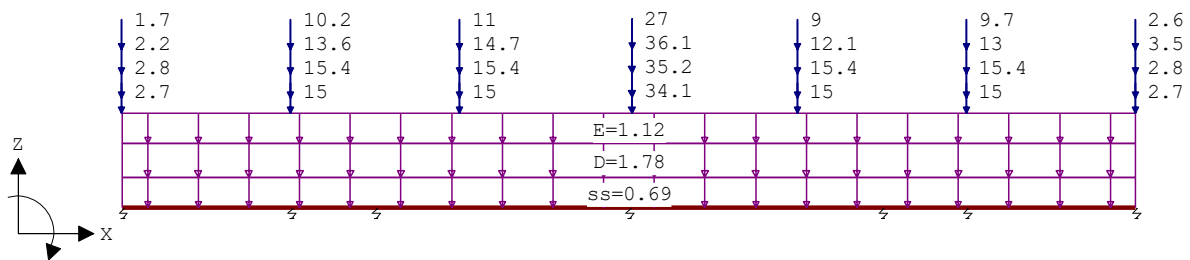 1.7 10.2 11 27 9 9.7 2.6
2.2 13.6 14.7 36.1 12.1 13 3.5
2.8 15.4 15.4 35.2 15.4 15.4 2.8
2.7 15 15 34.1 15 15 2.7
E=1.12
Z
D=1.78
ss=0.69
X